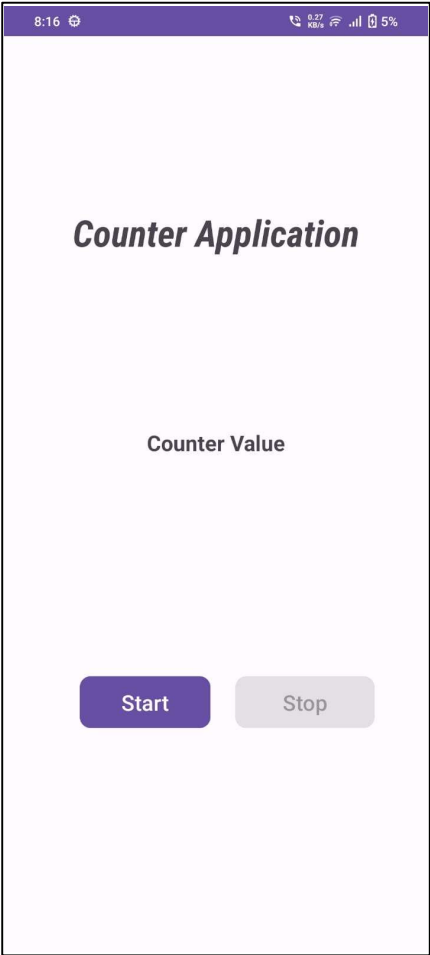 8:16 0.27 KB/s 5%
Counter Application
Counter Value
Start Stop